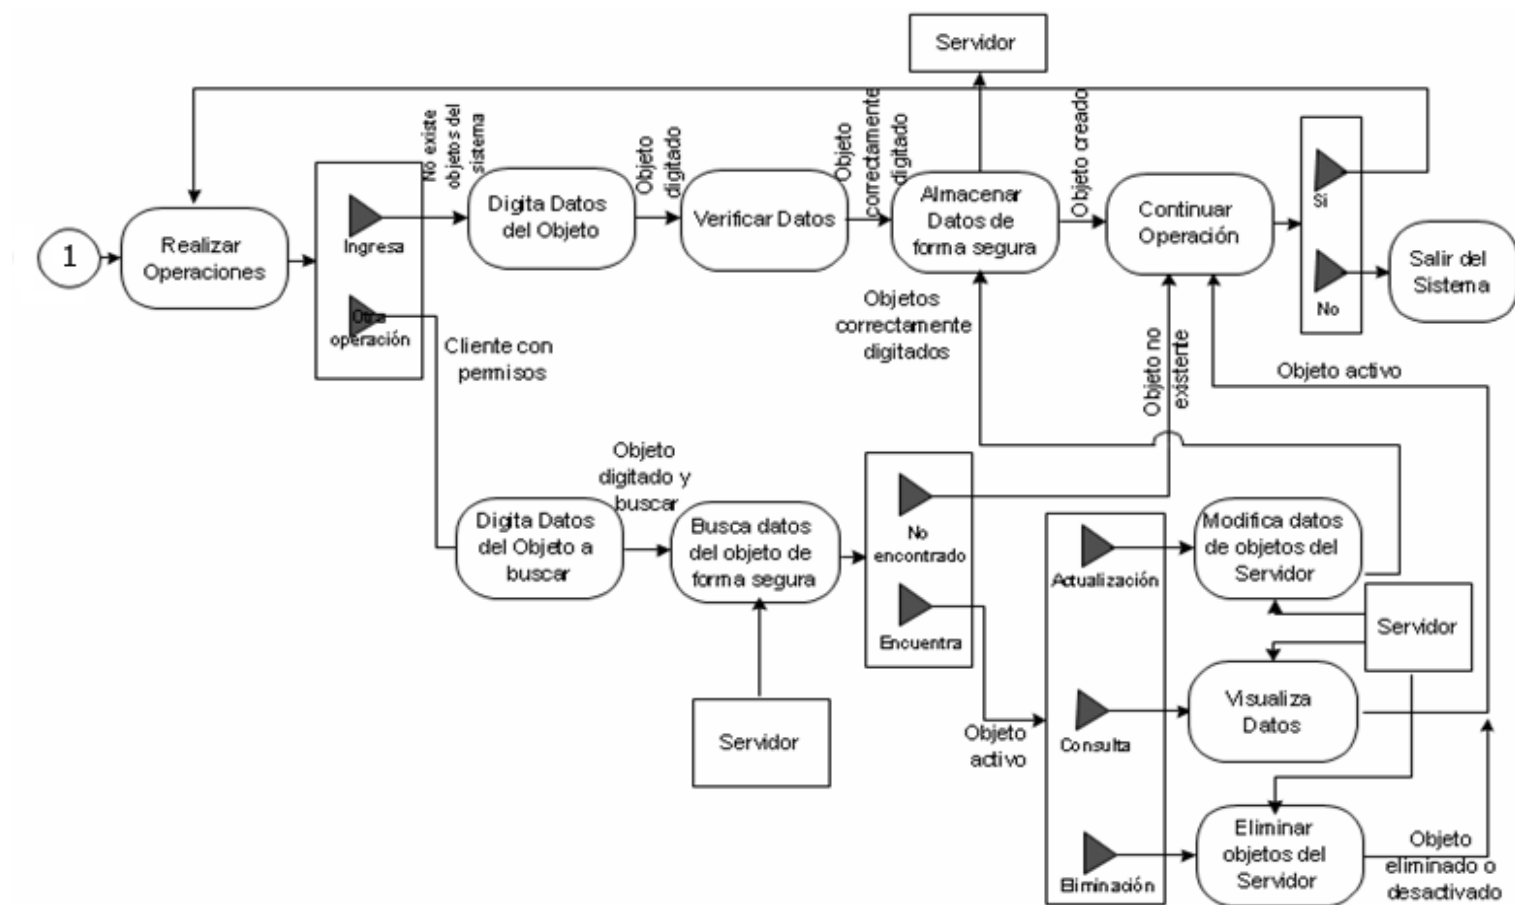 Servidor
No existe
objetos del
sistema
Objeto
digitado
Objeto
correctamente
digitado
Objeto creado
1
Realizar
Operaciones
Ingresa
Otra
operación
Digita Datos
del Objeto
Verificar Datos
Almacenar
Datos de
forma segura
Continuar
Operación
Si
No
Salir del
Sistema
Cliente con
permisos
Objetos
correctamente
digitados
Objeto no
existente
Objeto activo
Objeto
digitado y
buscar
Digita Datos
del Objeto a
buscar
Busca datos
del objeto de
forma segura
No
encontrado
Encuentra
Servidor
Objeto
activo
Actualización
Consulta
Eliminación
Modifica datos
de objetos del
Servidor
Servidor
Visualiza
Datos
Eliminar
objetos del
Servidor
Objeto
eliminado o
desactivado